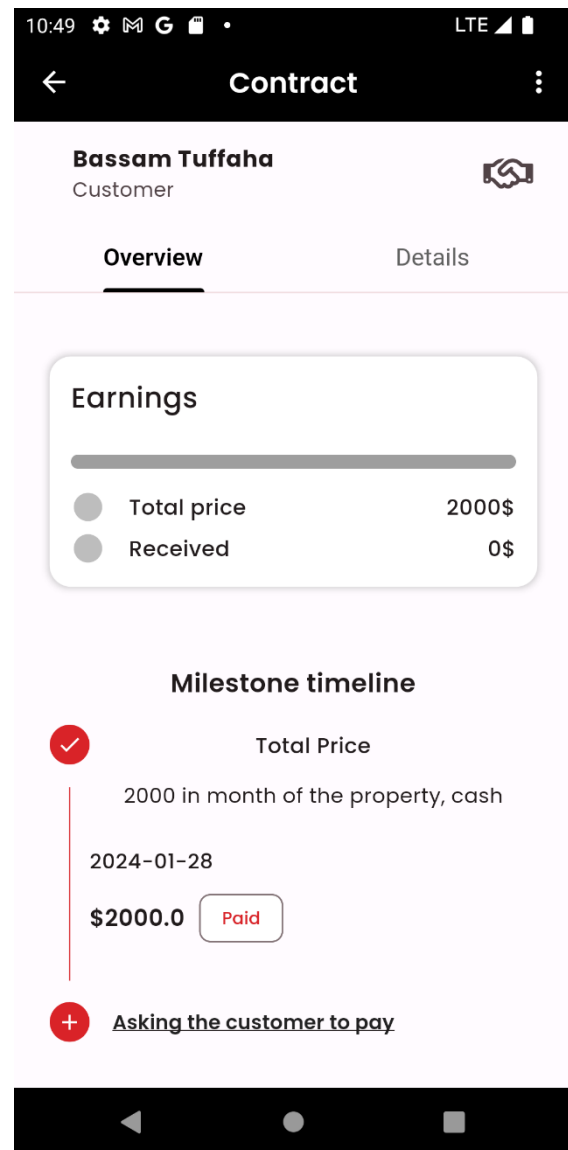 10:49 G LTE
Contract
Bassam Tuffaha
Customer
Overview Details
Earnings
Total price 2000$
Received 0$
Milestone timeline
Total Price
2000 in month of the property, cash
2024-01-28
$2000.0 Paid
Asking the customer to pay